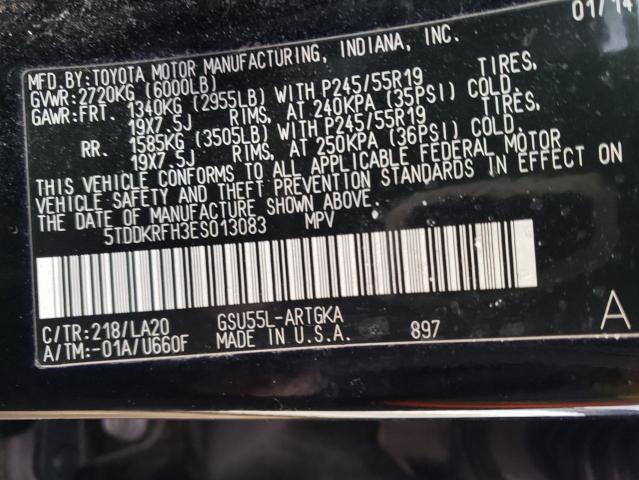 01/14
MFD.BY:TOYOTA MOTOR MANUFACTURING, INDIANA, INC.
GVWR:2720KG (6000LB)
GAWR:FRT. 1340KG (2955LB) WITH P245/55R19 TIRES,
19X7.5J RIMS, AT 240KPA (35PSI) COLD.
RR. 1585KG (3505LB) WITH P245/55R19 TIRES,
19X7.5J RIMS, AT 250KPA (36PSI) COLD.
THIS VEHICLE CONFORMS TO ALL APPLICABLE FEDERAL MOTOR
VEHICLE SAFETY AND THEFT PREVENTION STANDARDS IN EFFECT ON
THE DATE OF MANUFACTURE SHOWN ABOVE.
5TDDKRFH3ES013083 MPV
C/TR:218/LA20 GSU55L-ARTGKA A
A/TM:-01A/U660F MADE IN U.S.A. 897